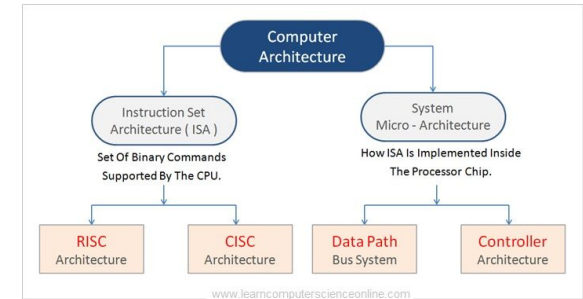 Computer
Architecture
Instruction Set
Architecture ( ISA )
System
Micro - Architecture
Set Of Binary Commands
Supported By The CPU.
How ISA Is Implemented Inside
The Processor Chip.
RISC
Architecture
CISC
Architecture
Data Path
Bus System
Controller
Architecture
www.learncomputerscienceonline.com